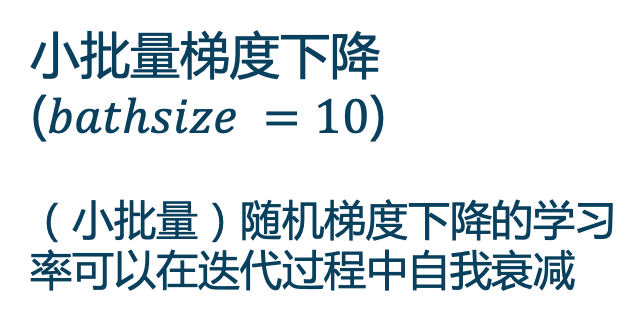 小批量梯度下降
(bathsize = 10)
（小批量）随机梯度下降的学习
率可以在迭代过程中自我衰减